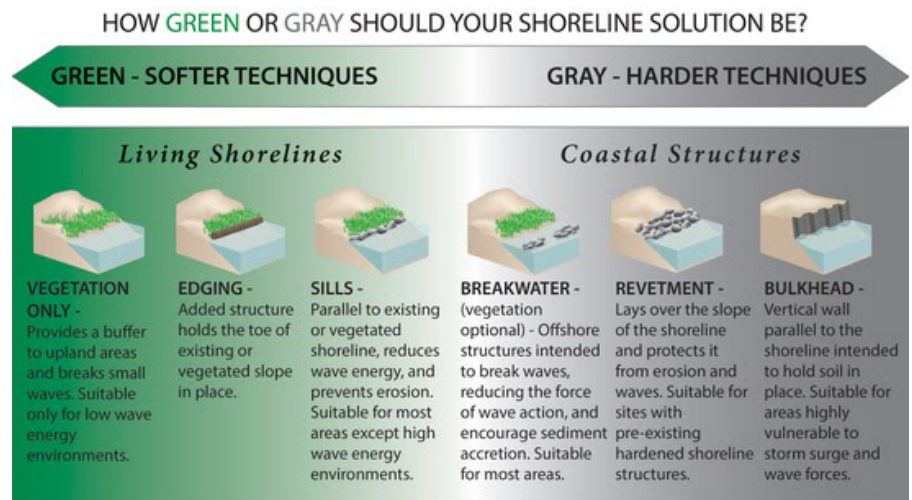 HOW GREEN OR GRAY SHOULD YOUR SHORELINE SOLUTION BE?
GREEN - SOFTER TECHNIQUES
GRAY - HARDER TECHNIQUES
Living Shorelines
Coastal Structures
VEGETATION
ONLY -
Provides a buffer
to upland areas
and breaks small
waves. Suitable
only for low wave
energy
environments.
EDGING -
Added structure
holds the toe of
existing or
vegetated slope
in place.
SILLS -
Parallel to existing
or vegetated
shoreline, reduces
wave energy, and
prevents erosion.
Suitable for most
areas except high
wave energy
environments.
BREAKWATER -
(vegetation
optional) - Offshore
structures intended
to break waves,
reducing the force
of wave action, and
encourage sediment
accretion. Suitable
for most areas.
REVETMENT -
Lays over the slope
of the shoreline
and protects it
from erosion and
waves. Suitable for
sites with
pre-existing
hardened shoreline
structures.
BULKHEAD -
Vertical wall
parallel to the
shoreline intended
to hold soil in
place. Suitable for
areas highly
vulnerable to
storm surge and
wave forces.